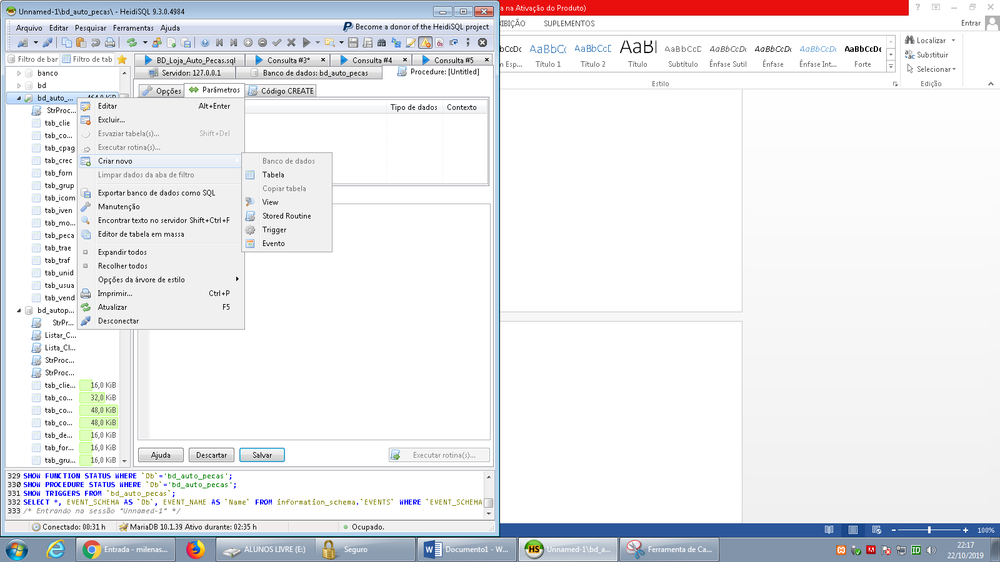 Unnamed-1\bd_auto_pecas\ - HeidiSQL 9.3.0.4984
Arquivo Editar Pesquisar Ferramentas Ajuda
Become a donor of the HeidiSQL project
Filtro de bar
Filtro de tab
BD_Loja_Auto_Pecas.sql
Consulta #3*
Consulta #4
Consulta #5
Servidor: 127.0.0.1
Banco de dados: bd_auto_pecas
Procedure: [Untitled]
Opções
Parâmetros
Código CREATE
Tipo de dados
Contexto
banco
bd
bd_auto_...
464,0 KiB
StrProc...
tab_clie
tab_co...
tab_cpag
tab_crec
tab_forn
tab_grup
tab_icom
tab_iven
tab_mo...
tab_peca
tab_trae
tab_traf
tab_unid
tab_usua
tab_vend
bd_autop...
StrPr...
Listar_C...
Lista_Cl...
StrProc...
StrProc...
tab_clie... 16,0 KiB
tab_co... 32,0 KiB
tab_co... 48,0 KiB
tab_co... 48,0 KiB
tab_de... 16,0 KiB
tab_for... 16,0 KiB
tab_gru... 16,0 KiB
Editar Alt+Enter
Excluir...
Esvaziar tabela(s)... Shift+Del
Executar rotina(s)...
Criar novo
Limpar dados da aba de filtro
Exportar banco de dados como SQL
Manutenção
Encontrar texto no servidor Shift+Ctrl+F
Editor de tabela em massa
Expandir todos
Recolher todos
Opções da árvore de estilo
Imprimir... Ctrl+P
Atualizar F5
Desconectar
Banco de dados
Tabela
Copiar tabela
View
Stored Routine
Trigger
Evento
Ajuda
Descartar
Salvar
Executar rotina(s)...
329 SHOW FUNCTION STATUS WHERE `Db`='bd_auto_pecas';
330 SHOW PROCEDURE STATUS WHERE `Db`='bd_auto_pecas';
331 SHOW TRIGGERS FROM `bd_auto_pecas`;
332 SELECT *, EVENT_SCHEMA AS `Db`, EVENT_NAME AS `Name` FROM information_schema.`EVENTS` WHERE `EVENT_SCHEMA
333 /* Entrando na sessão "Unnamed-1" */
Conectado: 00:31 h
MariaDB 10.1.39 Ativo durante: 02:35 h
Ocupado.
a na Ativação do Produto)
IBIÇÃO
SUPLEMENTOS
Entrar
AaBbCc AaBbCcD AaBl AaBbCcD AaBbCcDc AaBbCcDc AaBbCcDc AaBbCcDc
m Esp... Título 1 Título 2 Título Subtítulo Ênfase Sutil Ênfase Ênfase Int... Forte
Estilo
Localizar
Substituir
Selecionar
Edição
100%
Entrada - milenas...
ALUNOS LIVRE (E:)
Seguro
Documento1 - W...
Unnamed-1\bd_a...
Ferramenta de Ca...
22:17
22/10/2019